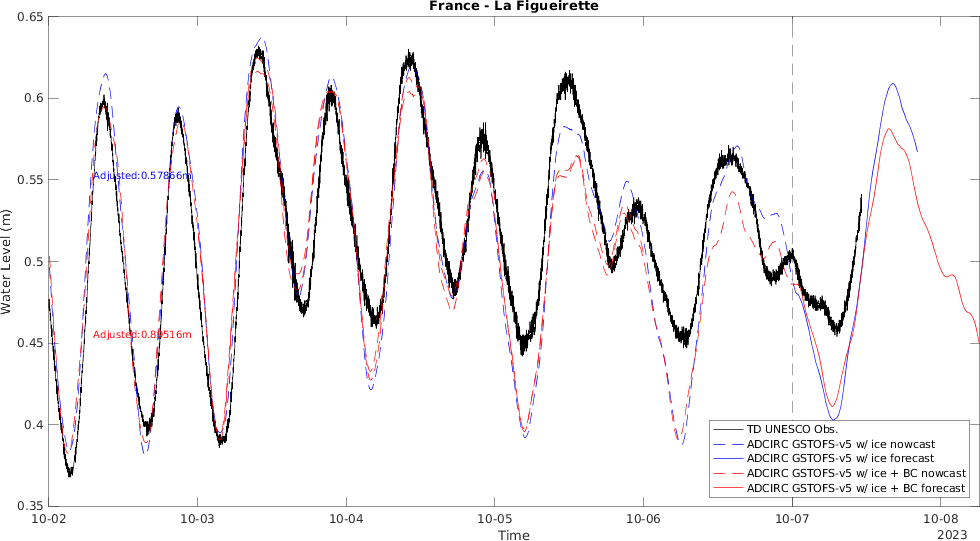 France - La Figueirette
0.65
0.6
0.55
0.5
0.45
0.4
0.35
Water Level (m)
Adjusted:0.57866m
Adjusted:0.89516m
TD UNESCO Obs.
ADCIRC GSTOFS-v5 w/ ice nowcast
ADCIRC GSTOFS-v5 w/ ice forecast
ADCIRC GSTOFS-v5 w/ ice + BC nowcast
ADCIRC GSTOFS-v5 w/ ice + BC forecast
10-02 10-03 10-04 10-05 10-06 10-07 10-08
Time
2023